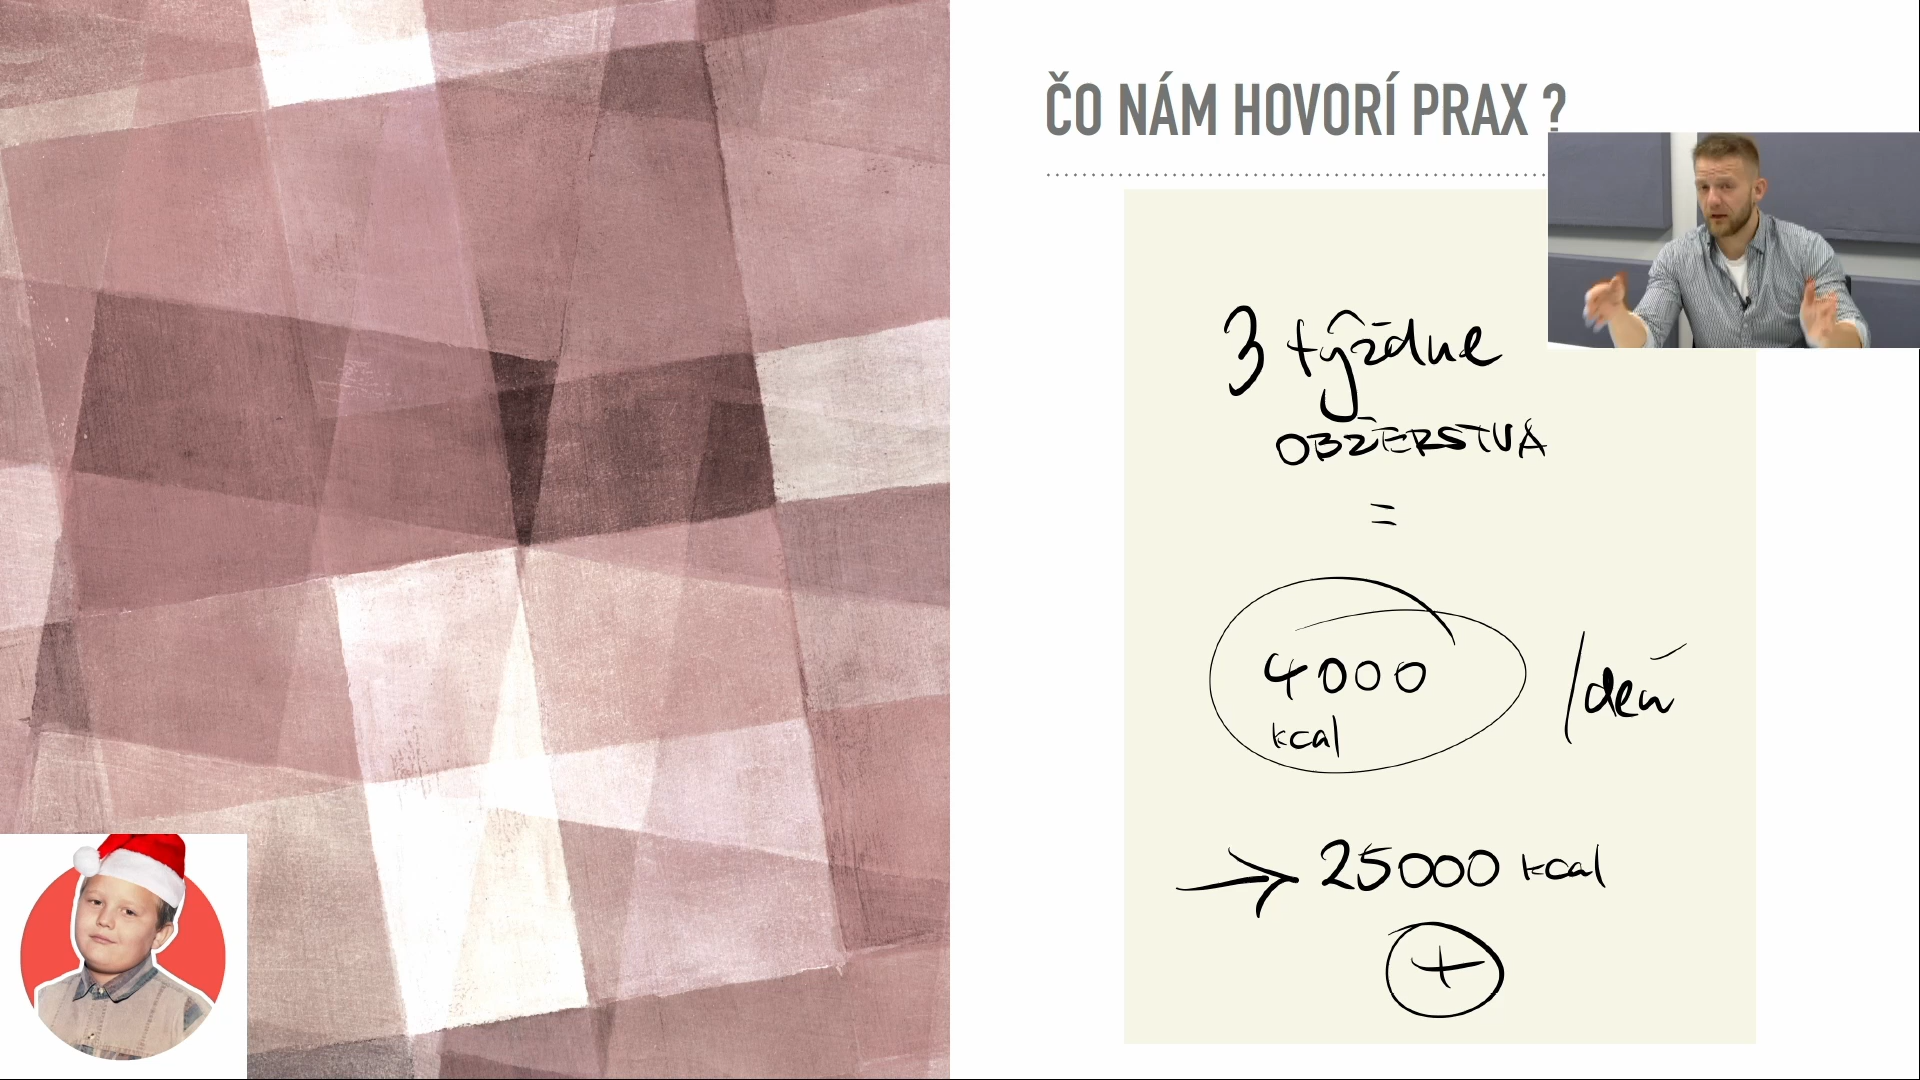 ČO NÁM HOVORÍ PRAX ?
3 týždne
OBŽERSTVA
=
4000 /deň
kcal
→ 25000 kcal
+